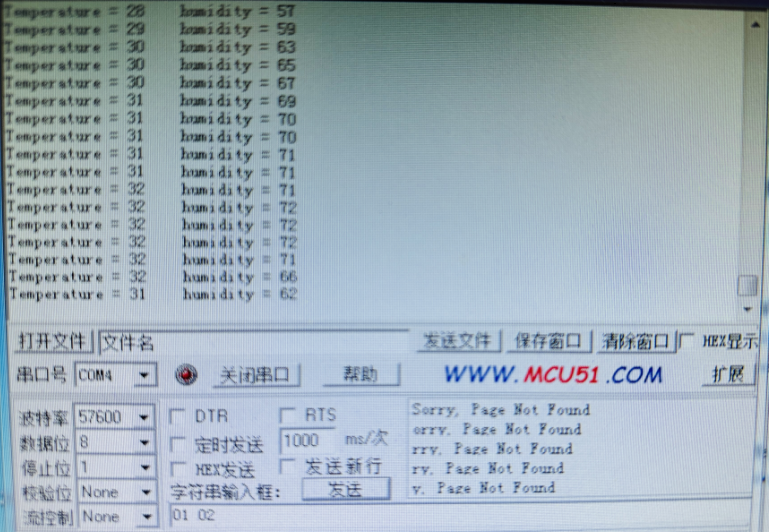 Temperature = 28 humidity = 57
Temperature = 29 humidity = 59
Temperature = 30 humidity = 63
Temperature = 30 humidity = 65
Temperature = 30 humidity = 67
Temperature = 31 humidity = 69
Temperature = 31 humidity = 70
Temperature = 31 humidity = 70
Temperature = 31 humidity = 71
Temperature = 31 humidity = 71
Temperature = 32 humidity = 71
Temperature = 32 humidity = 72
Temperature = 32 humidity = 72
Temperature = 32 humidity = 72
Temperature = 32 humidity = 71
Temperature = 32 humidity = 66
Temperature = 31 humidity = 62
打开文件 文件名 发送文件 保存窗口 清除窗口 HEX显示
串口号 COM4 关闭串口 帮助 WWW.MCU51.COM 扩展
波特率 57600 DTR RTS Sorry, Page Not Found
数据位 8 定时发送 1000 ms/次 orry, Page Not Found
停止位 1 HEX发送 发送新行 rry, Page Not Found
校验位 None 字符串输入框: 发送 ry, Page Not Found
流控制 None 01 02 y, Page Not Found